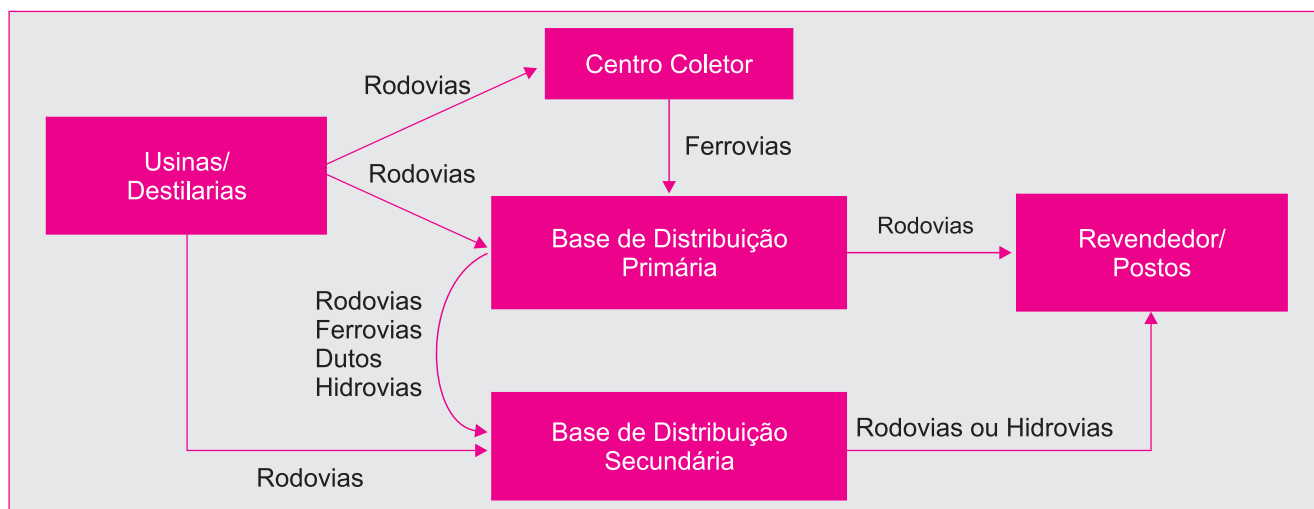 Centro Coletor
Rodovias
Usinas/
Destilarias
Ferrovias
Rodovias
Base de Distribuição
Primária
Rodovias
Revendedor/
Postos
Rodovias
Ferrovias
Dutos
Hidrovias
Base de Distribuição
Secundária
Rodovias ou Hidrovias
Rodovias